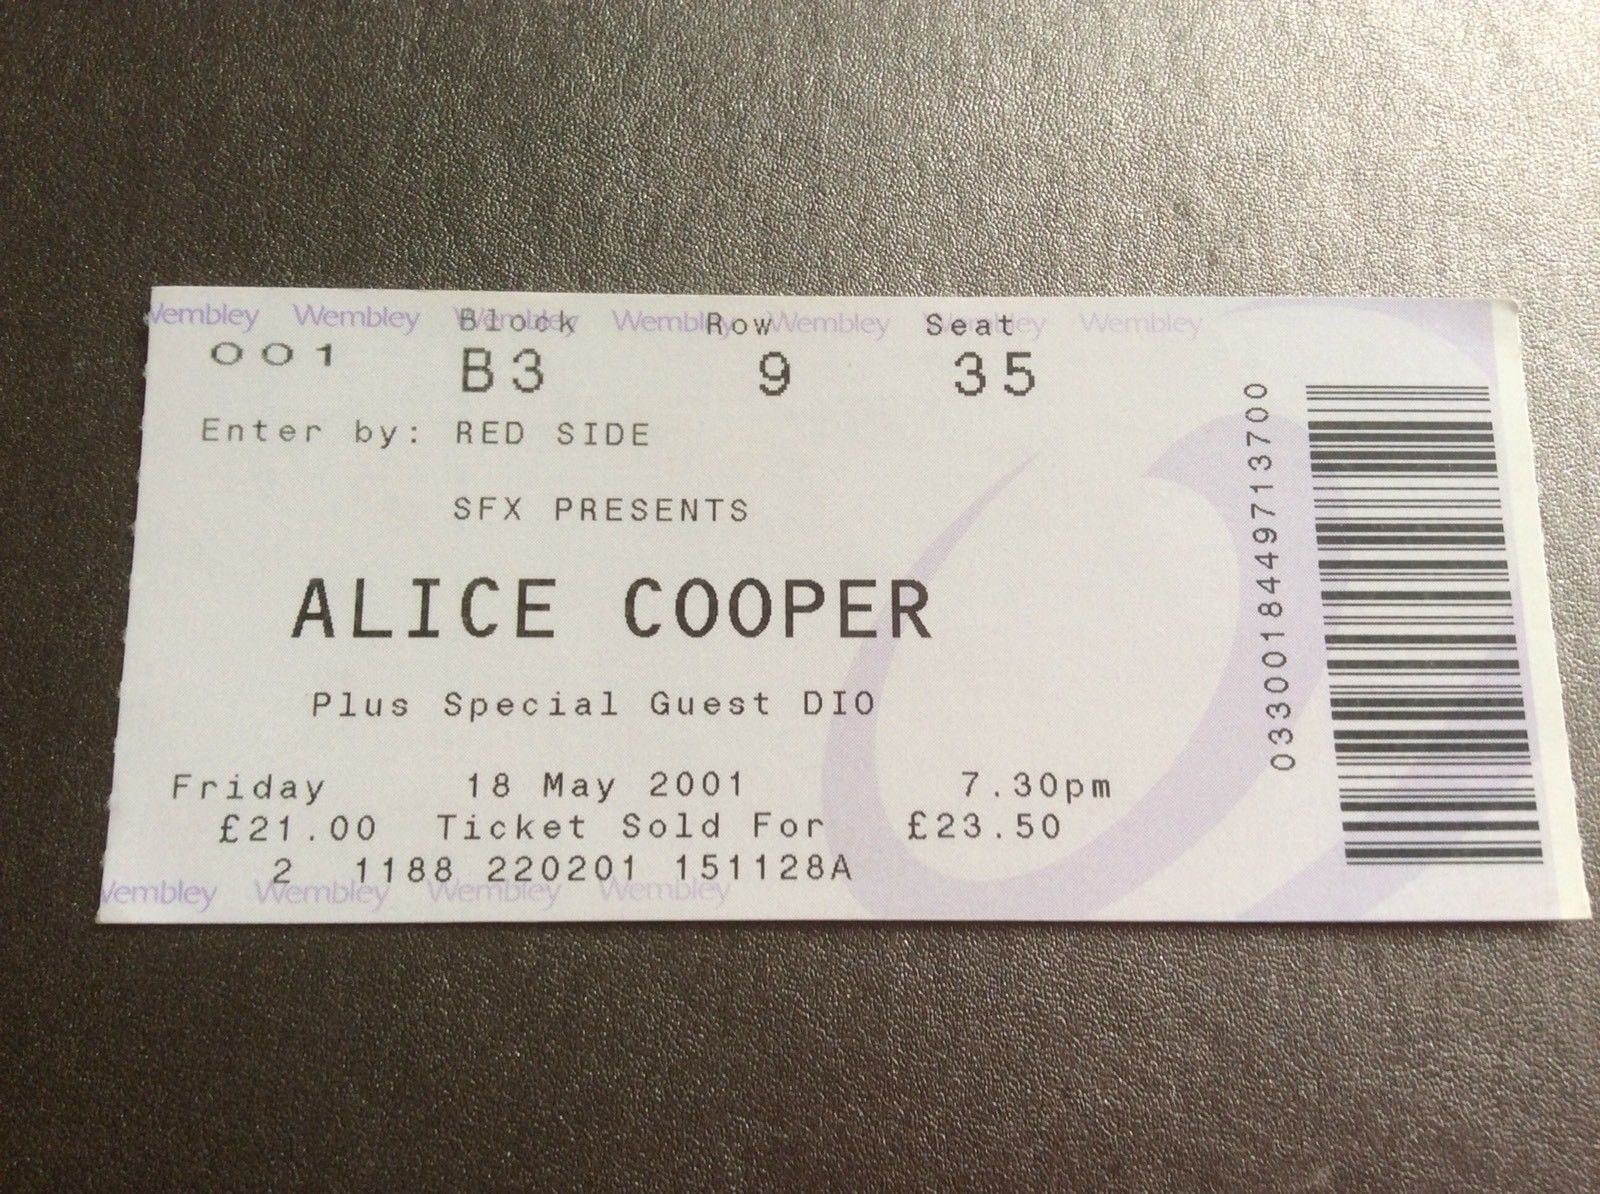 Wembley Wembley Wembley Wembley Wembley Wembley Wembley
Block Row Seat
001 B3 9 35
Enter by: RED SIDE
SFX PRESENTS
ALICE COOPER
Plus Special Guest DIO
Friday 18 May 2001 7.30pm
£21.00 Ticket Sold For £23.50
2 1188 220201 151128A
Wembley Wembley Wembley Wembley
0330018449713700